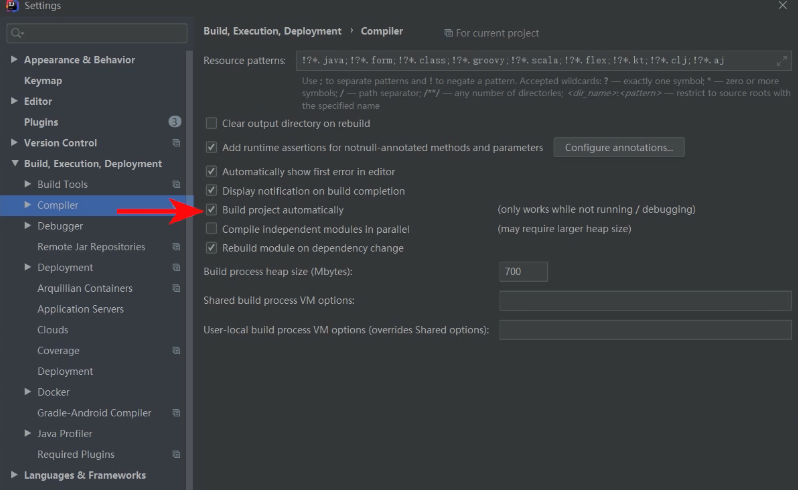 Settings
Build, Execution, Deployment › Compiler
For current project
Appearance & Behavior
Keymap
Editor
Plugins
3
Version Control
Build, Execution, Deployment
Build Tools
Compiler
Debugger
Remote Jar Repositories
Deployment
Arquillian Containers
Application Servers
Clouds
Coverage
Deployment
Docker
Gradle-Android Compiler
Java Profiler
Required Plugins
Languages & Frameworks
Resource patterns: !?*.java;!?*.form;!?*.class;!?*.groovy;!?*.scala;!?*.flex;!?*.kt;!?*.clj;!?*.aj
Use ; to separate patterns and ! to negate a pattern. Accepted wildcards: ? — exactly one symbol; * — zero or more
symbols; / — path separator; /**/ — any number of directories; <dir_name>:<pattern> — restrict to source roots with
the specified name
Clear output directory on rebuild
Add runtime assertions for notnull-annotated methods and parameters Configure annotations...
Automatically show first error in editor
Display notification on build completion
Build project automatically (only works while not running / debugging)
Compile independent modules in parallel (may require larger heap size)
Rebuild module on dependency change
Build process heap size (Mbytes): 700
Shared build process VM options:
User-local build process VM options (overrides Shared options):